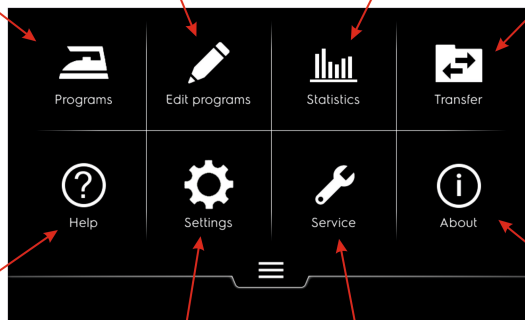 Programs
Edit programs
Statistics
Transfer
Help
Settings
Service
About